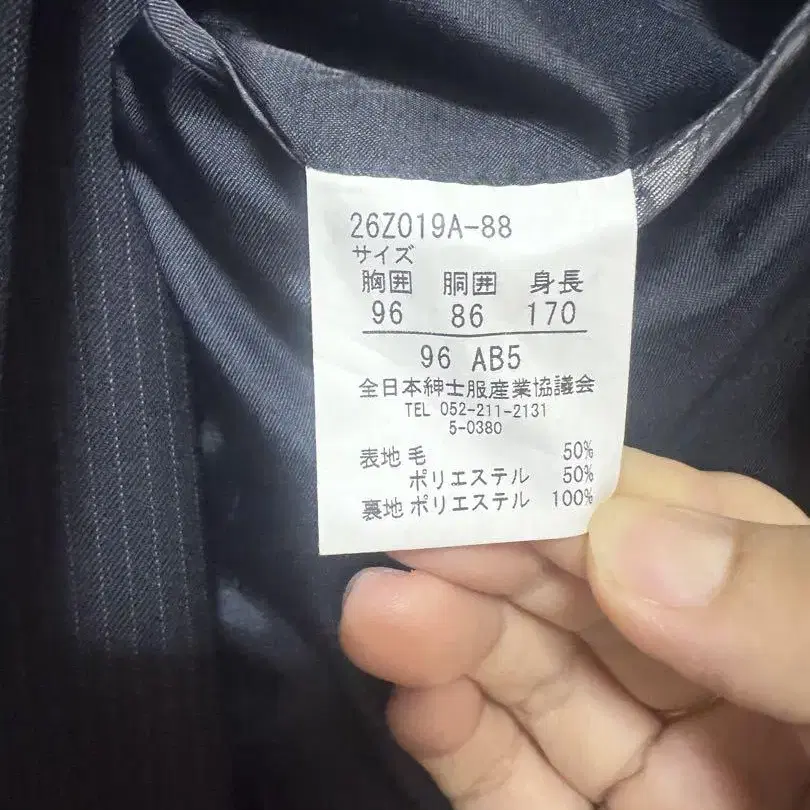 26Z019A-88
サイズ
胸囲 胴囲 身長
96 86 170
96 AB5
全日本紳士服産業協議会
TEL 052-211-2131
5-0380
表地 毛 50%
ポリエステル 50%
裏地 ポリエステル 100%